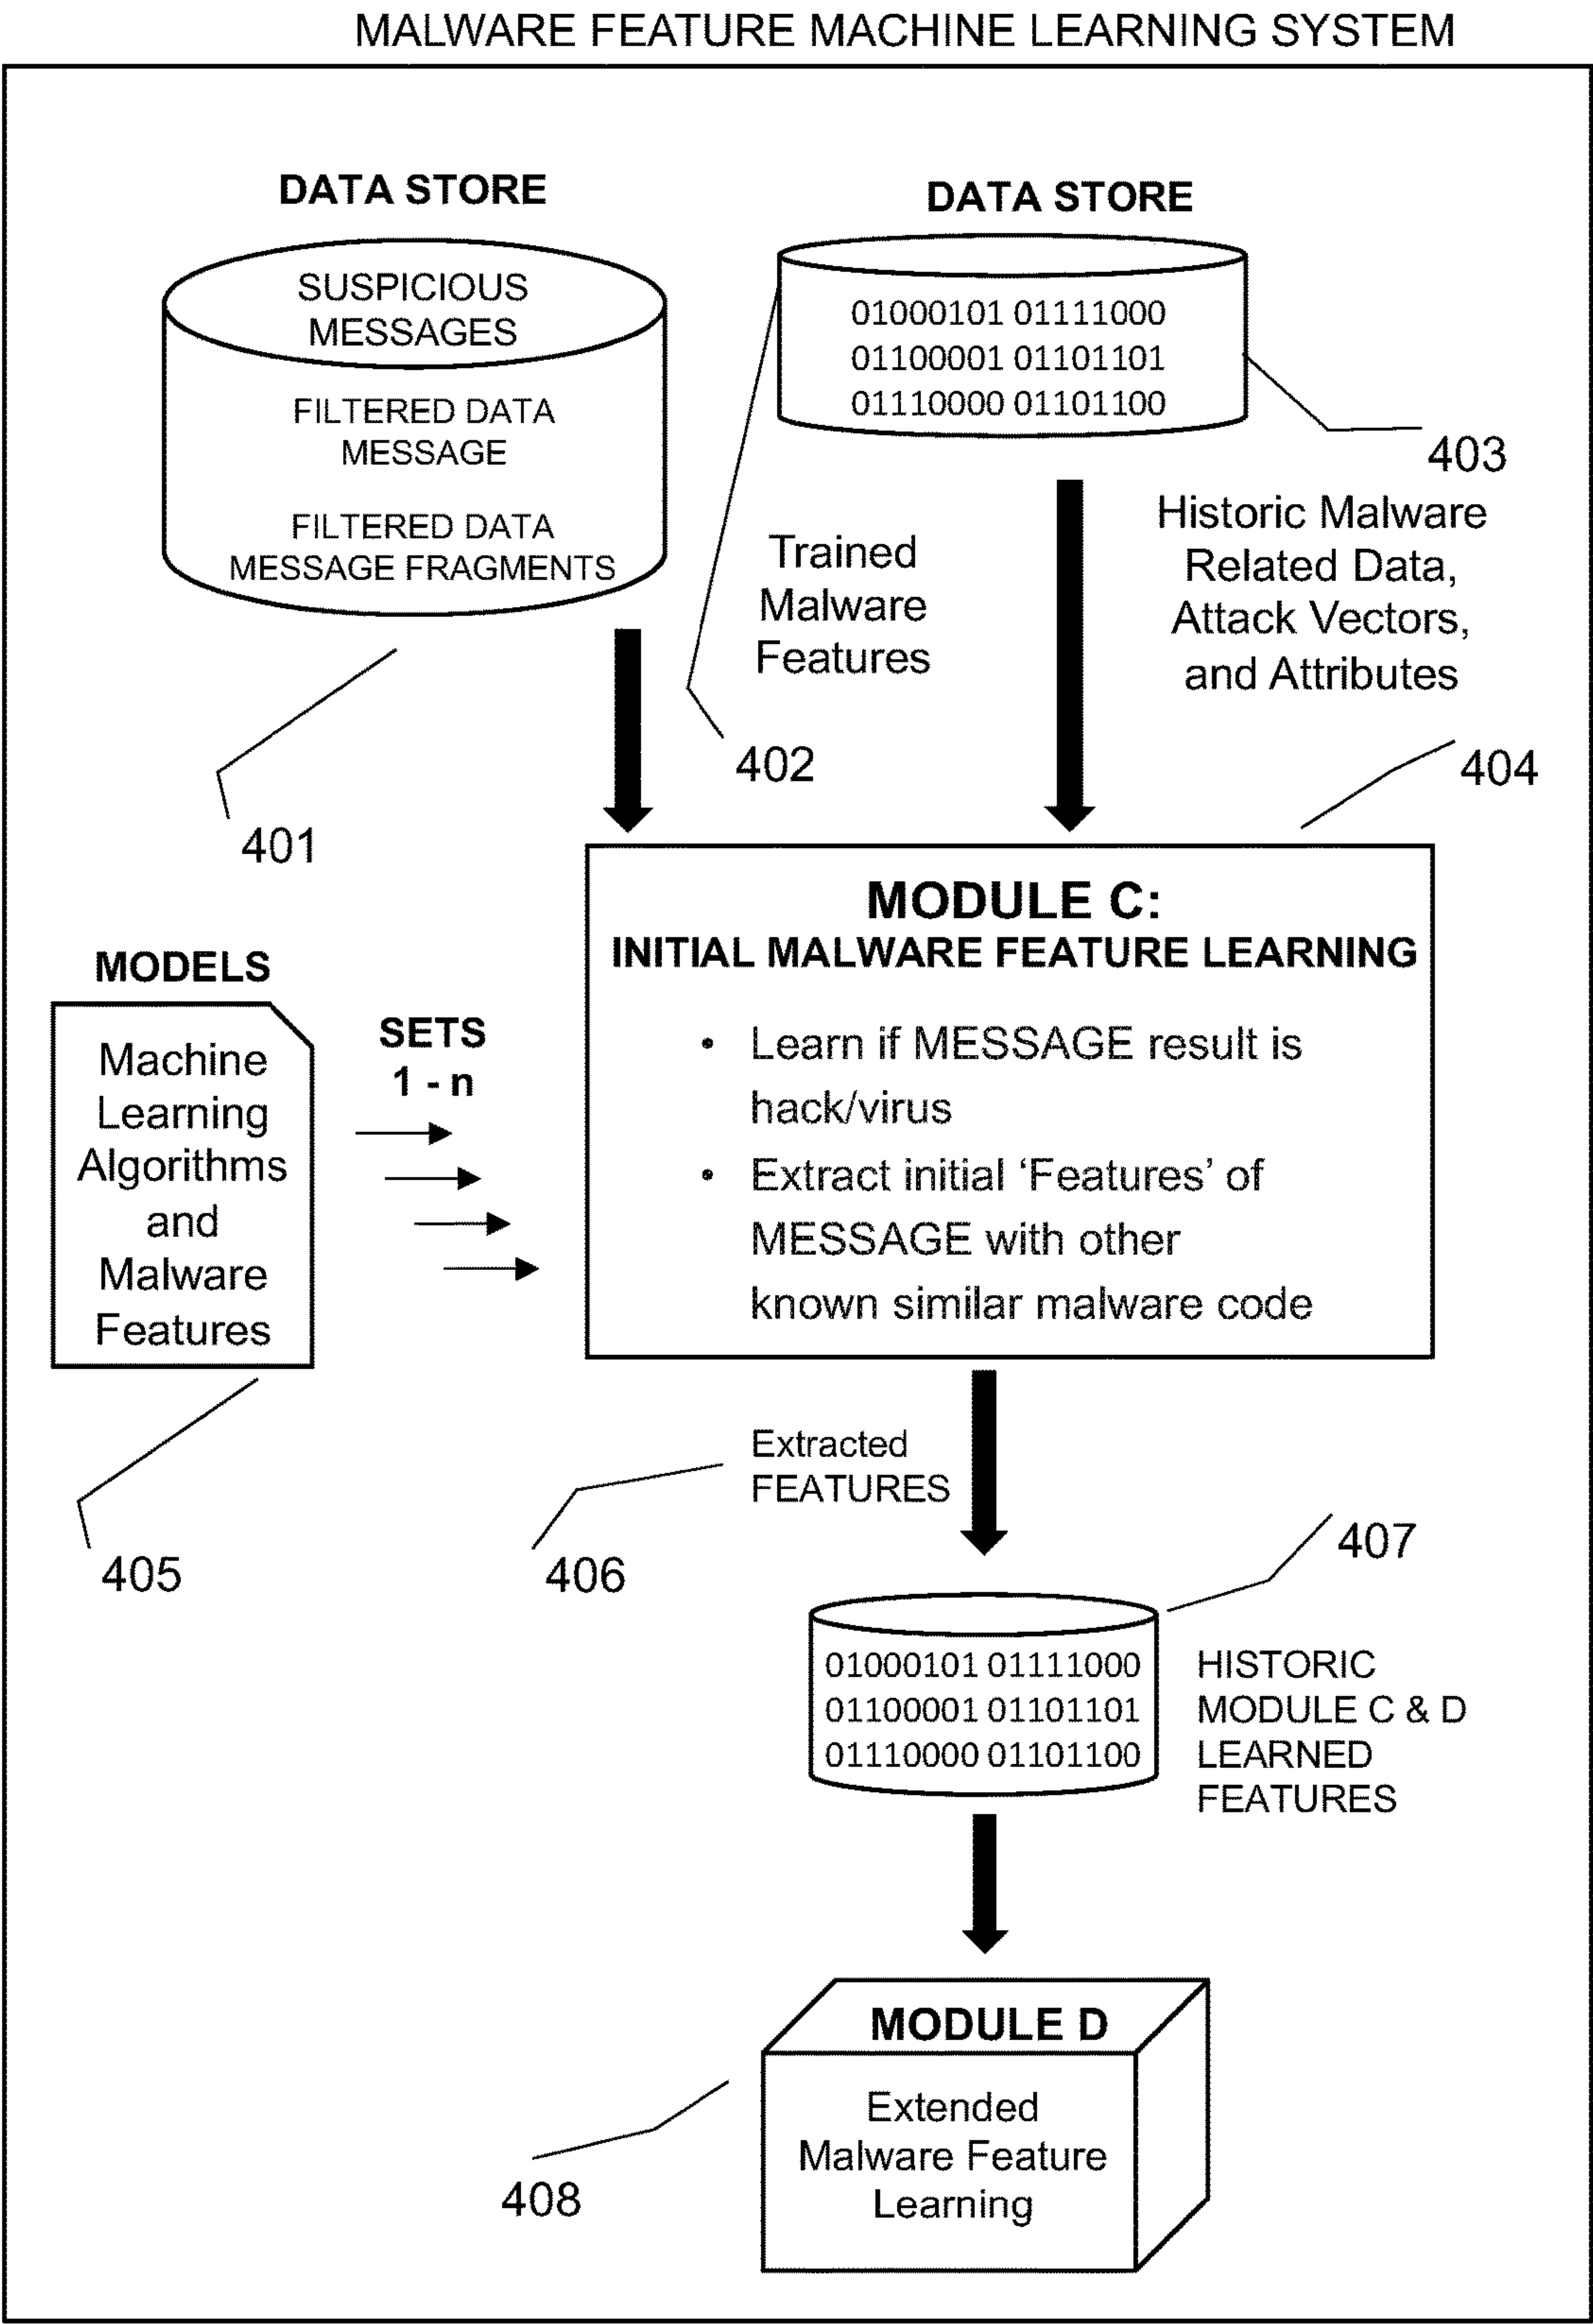 MALWARE FEATURE MACHINE LEARNING SYSTEM
DATA STORE
SUSPICIOUS
MESSAGES
FILTERED DATA
MESSAGE
FILTERED DATA
MESSAGE FRAGMENTS
401
DATA STORE
01000101 01111000
01100001 01101101
01110000 01101100
403
Trained
Malware
Features
402
Historic Malware
Related Data,
Attack Vectors,
and Attributes
404
MODELS
Machine
Learning
Algorithms
and
Malware
Features
405
SETS
1 - n
MODULE C:
INITIAL MALWARE FEATURE LEARNING
• Learn if MESSAGE result is
hack/virus
• Extract initial ‘Features’ of
MESSAGE with other
known similar malware code
Extracted
FEATURES
406
407
01000101 01111000
01100001 01101101
01110000 01101100
HISTORIC
MODULE C & D
LEARNED
FEATURES
MODULE D
Extended
Malware Feature
Learning
408